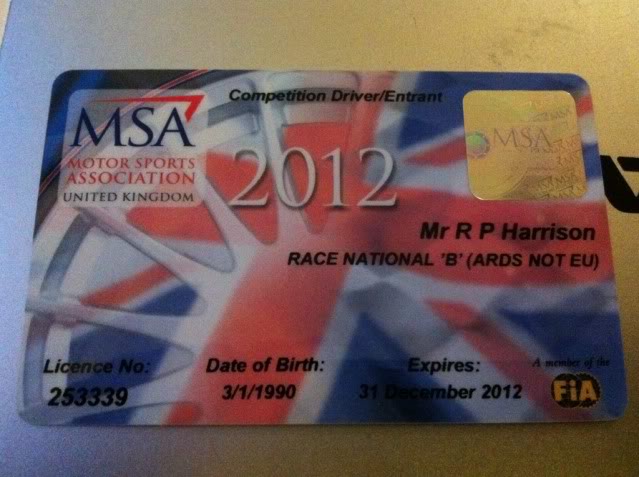 Competition Driver/Entrant
MSA
MOTOR SPORTS
ASSOCIATION
UNITED KINGDOM
2012
MSA
Mr R P Harrison
RACE NATIONAL 'B' (ARDS NOT EU)
Licence No:
253339
Date of Birth:
3/1/1990
Expires:
31 December 2012
A member of the
FIA